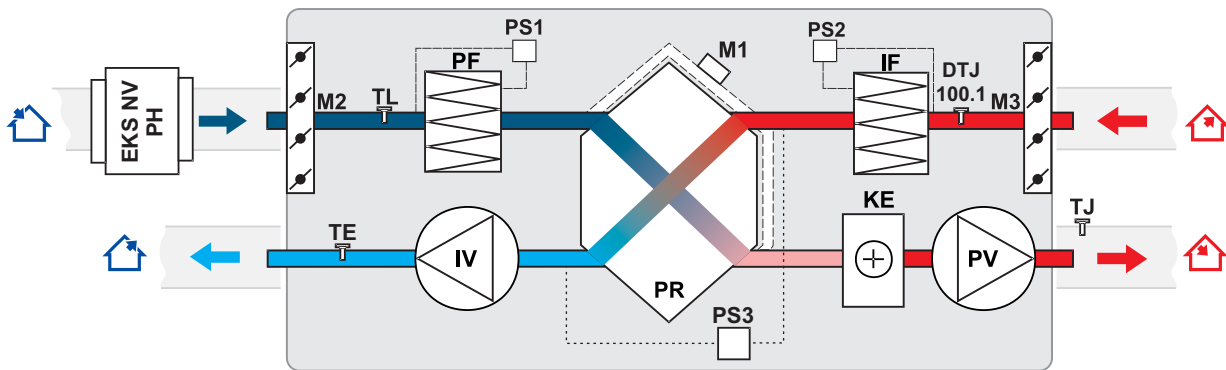 PS1
PF
M1
PS2
IF
DTJ
100.1
M3
EKS NV
PH
M2
TL
TE
IV
PR
PS3
KE
PV
TJ